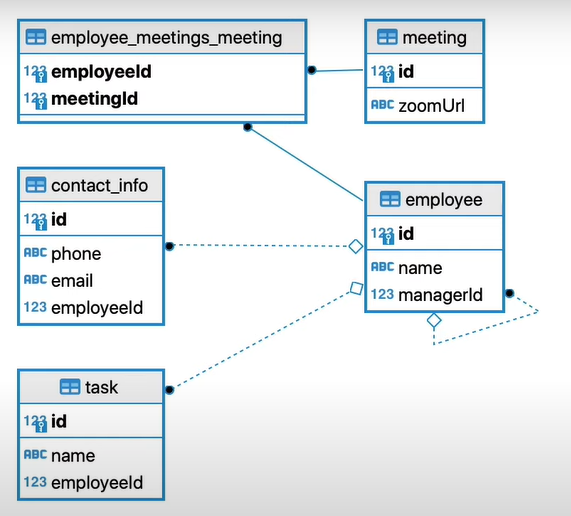 employee_meetings_meeting
123 employeeId
123 meetingId
meeting
123 id
ABC zoomUrl
contact_info
123 id
ABC phone
ABC email
123 employeeId
employee
123 id
ABC name
123 managerId
task
123 id
ABC name
123 employeeId